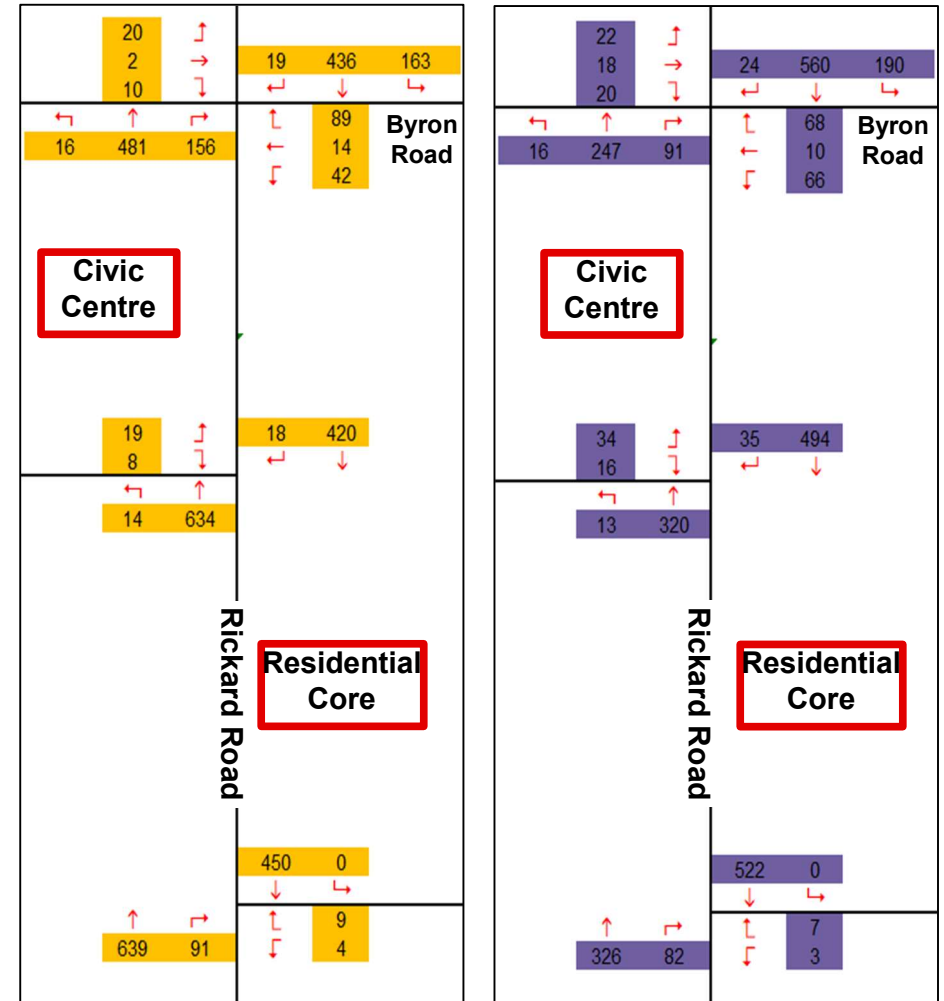 20
2
10
19 436 163
16 481 156
89
14
42
Byron
Road
Civic
Centre
19
8
18 420
14 634
Rickard Road
Residential
Core
450 0
639 91
9
4
22
18
20
24 560 190
16 247 91
68
10
66
Byron
Road
Civic
Centre
34
16
35 494
13 320
Rickard Road
Residential
Core
522 0
326 82
7
3